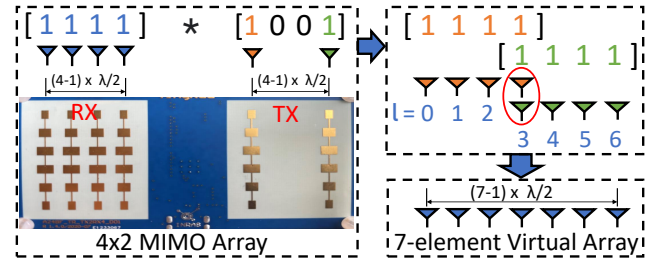 [1 1 1 1] * [1 0 0 1]
(4-1) x λ/2
(4-1) x λ/2
RX
TX
4x2 MIMO Array
[1 1 1 1]
[1 1 1 1]
l = 0 1 2
3 4 5 6
(7-1) x λ/2
7-element Virtual Array